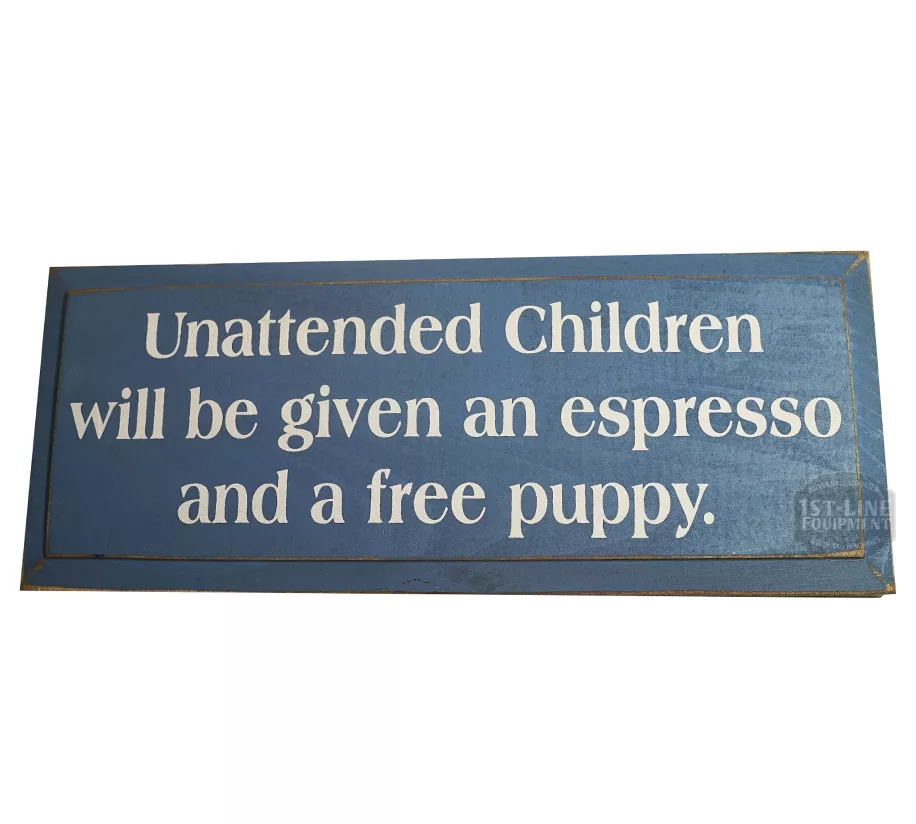 Unattended Children
will be given an espresso
and a free puppy.
1ST-LINE
EQUIPMENT